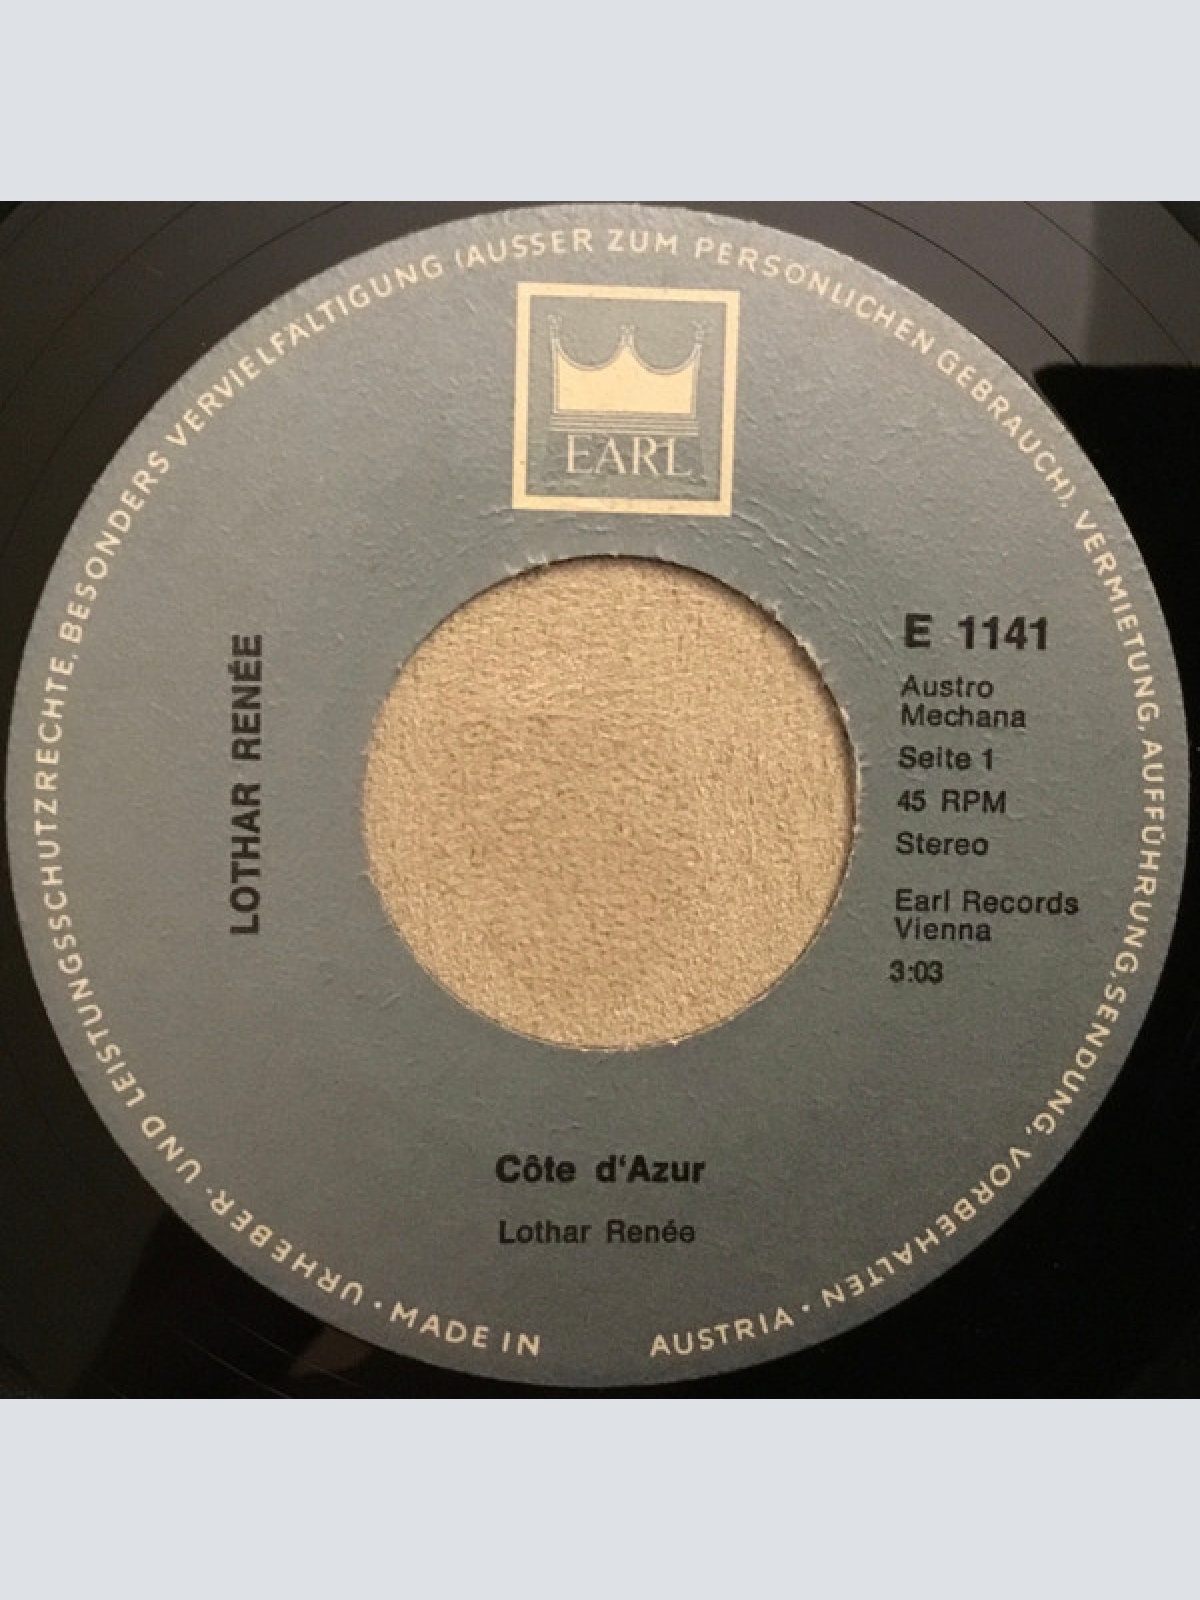 URHEBER- UND LEISTUNGSSCHUTZRECHTE, BESONDERS VERVIELFÄLTIGUNG (AUSSER ZUM PERSÖNLICHEN GEBRAUCH), VERMIETUNG, AUFFÜHRUNG, SENDUNG, VORBEHALTEN •
EARL
LOTHAR RENÉE
E 1141
Austro
Mechana
Seite 1
45 RPM
Stereo
Earl Records
Vienna
3:03
Côte d‘Azur
Lothar Renée
• MADE IN AUSTRIA